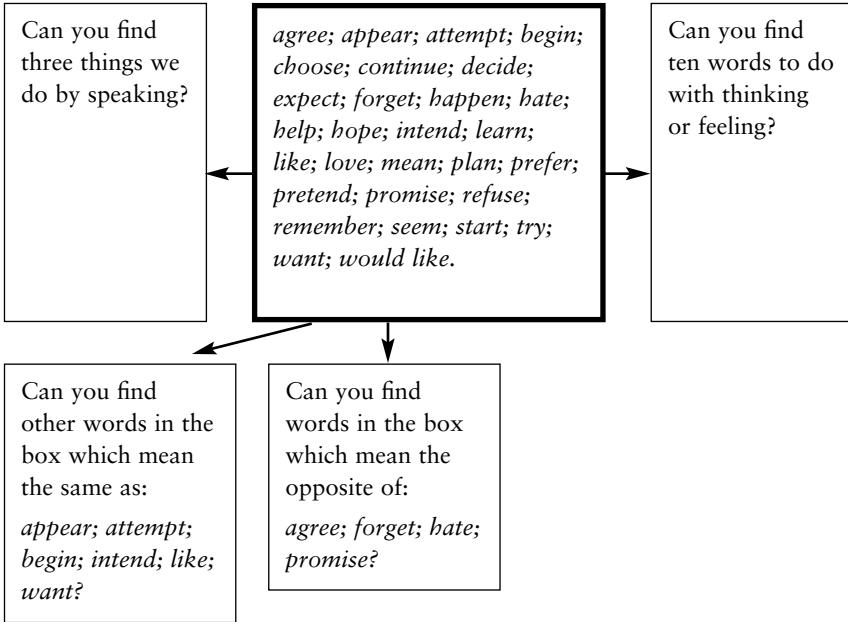 Can you find
three things we
do by speaking?
agree; appear; attempt; begin;
choose; continue; decide;
expect; forget; happen; hate;
help; hope; intend; learn;
like; love; mean; plan; prefer;
pretend; promise; refuse;
remember; seem; start; try;
want; would like.
Can you find
ten words to do
with thinking
or feeling?
Can you find
other words in the
box which mean
the same as:
appear; attempt;
begin; intend; like;
want?
Can you find
words in the box
which mean the
opposite of:
agree; forget; hate;
promise?